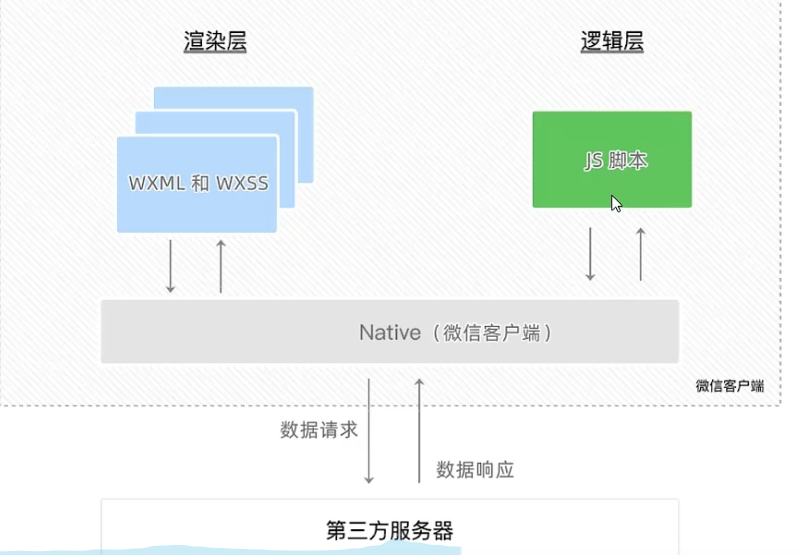 渲染层
逻辑层
WXML 和 WXSS
JS 脚本
Native（微信客户端）
微信客户端
数据请求
数据响应
第三方服务器